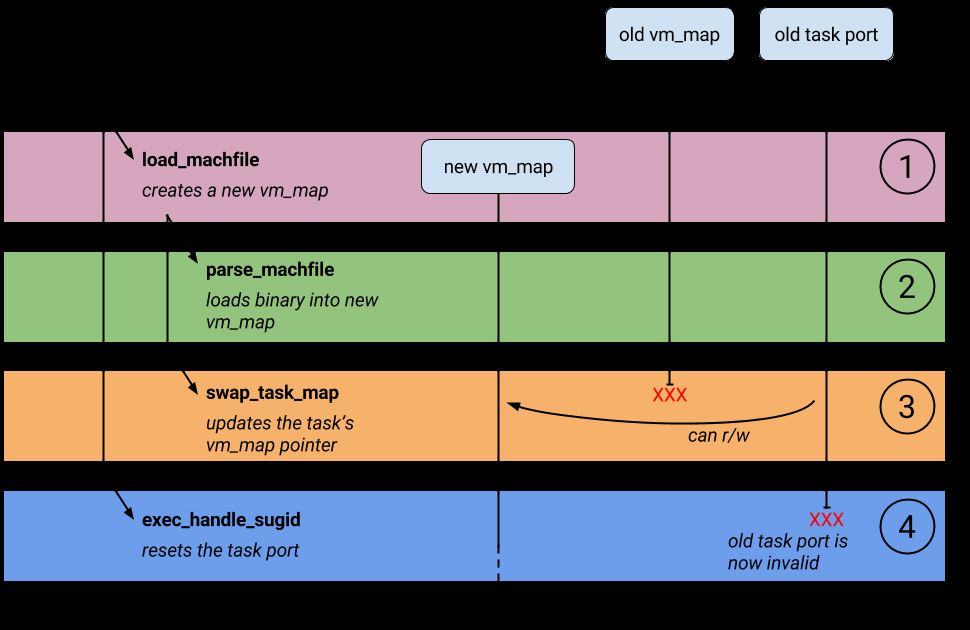 old vm_map
old task port
load_machfile
creates a new vm_map
new vm_map
1
parse_machfile
loads binary into new
vm_map
2
swap_task_map
updates the task’s
vm_map pointer
XXX
can r/w
3
exec_handle_sugid
resets the task port
XXX
old task port is
now invalid
4